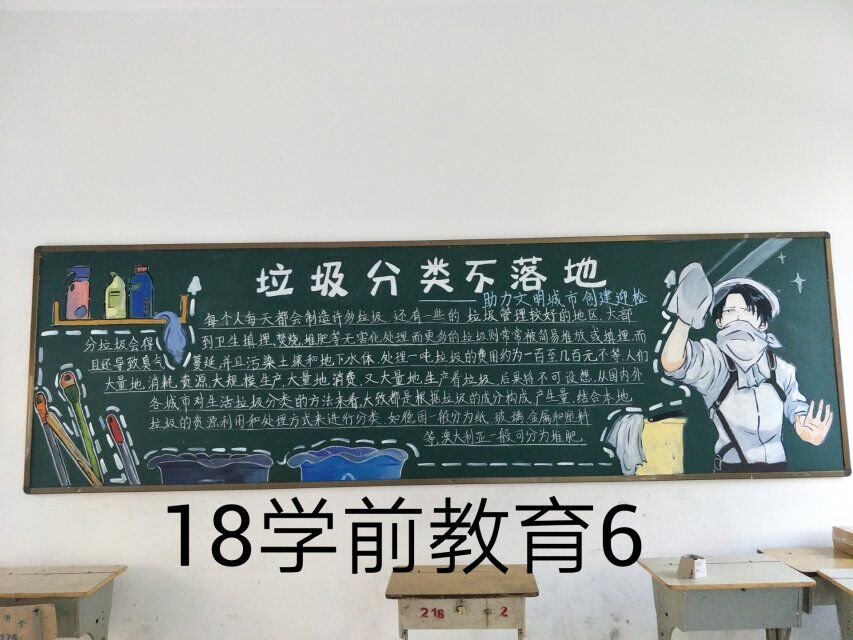 垃圾分类不落地
——助力文明城市创建迎检
每个人每天都会制造许多垃圾.还有一些的垃圾管理较好的地区,大部
分垃圾会得到卫生填埋.焚烧,堆肥等无害化处理而更多的垃圾则常常被简易堆放或填埋,而
且还导致臭气蔓延,并且污染土壤和地下水体.处理一吨垃圾的费用约为一百至几百元不等,人们
大量地,消耗.资源,大规模生产,大量地,消费.又大量地,生产着垃圾,后果将不可设想,从国内外
各城市对生活垃圾分类的方法来看大致都是根据垃圾的成分构成,产生量,结合本地,
垃圾的资源利用和处理方式来进行分类.如德国一般分为纸,玻璃,金属和塑料
等,澳大利亚一般可分为堆肥.
18学前教育6
218 2